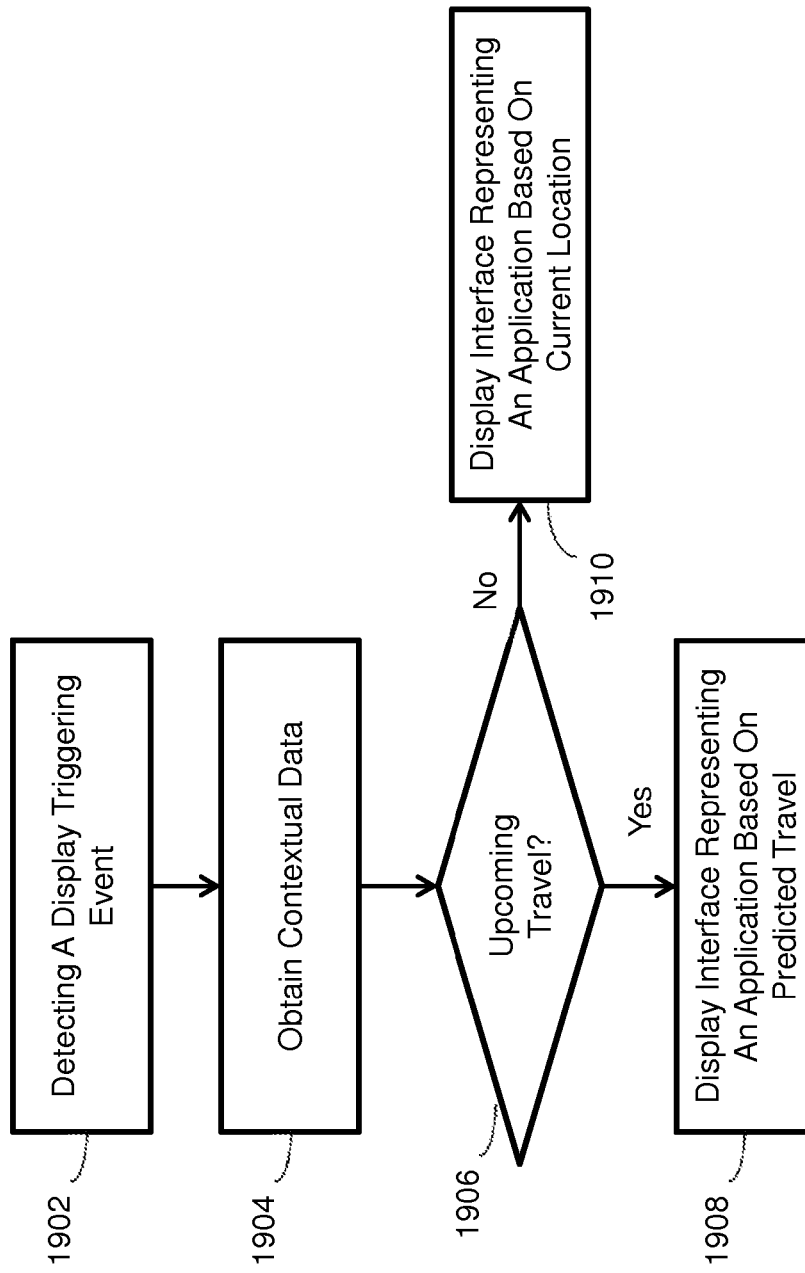 1902
Detecting A Display Triggering
Event
1904
Obtain Contextual Data
1906
Upcoming
Travel?
No
1910
Display Interface Representing
An Application Based On
Current Location
Yes
1908
Display Interface Representing
An Application Based On
Predicted Travel